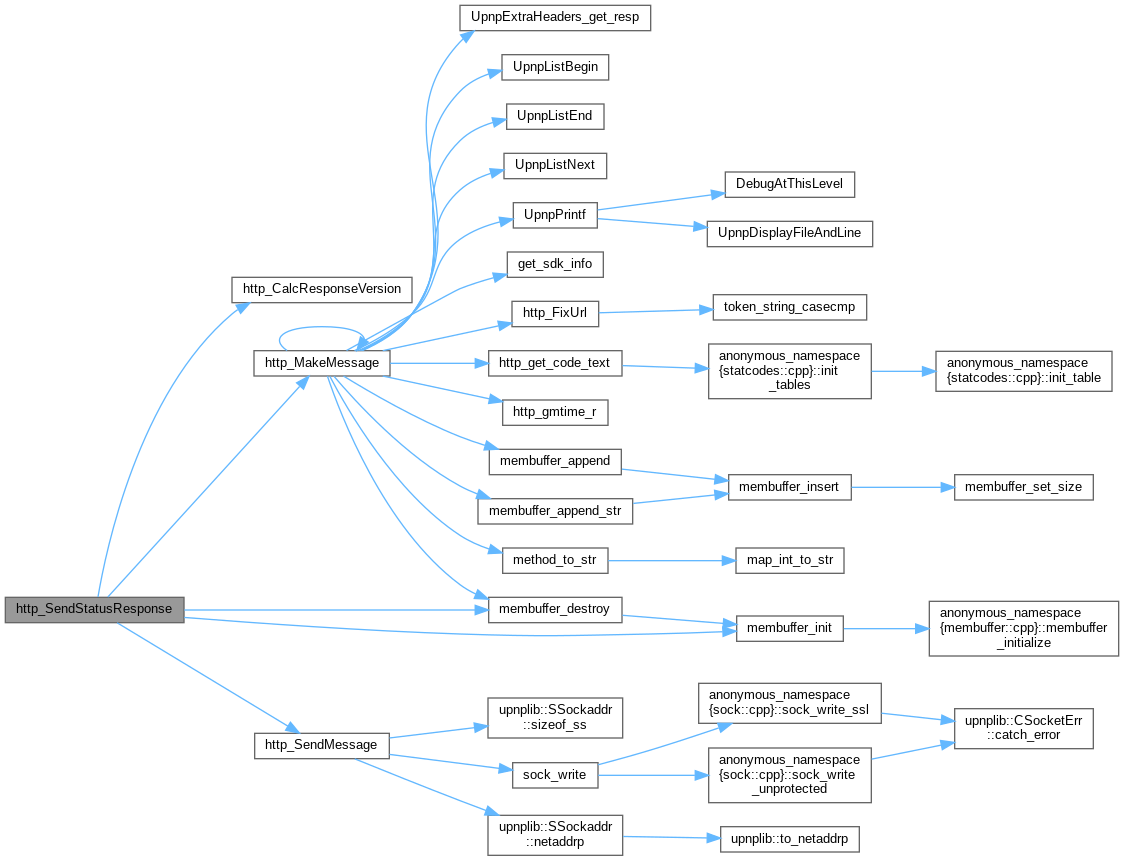 UpnpExtraHeaders_get_resp
UpnpListBegin
UpnpListEnd
UpnpListNext
DebugAtThisLevel
UpnpPrintf
UpnpDisplayFileAndLine
get_sdk_info
http_CalcResponseVersion
http_FixUrl
token_string_casecmp
http_MakeMessage
http_get_code_text
anonymous_namespace
{statcodes::cpp}::init
_tables
anonymous_namespace
{statcodes::cpp}::init_table
http_gmtime_r
membuffer_append
membuffer_insert
membuffer_set_size
membuffer_append_str
method_to_str
map_int_to_str
http_SendStatusResponse
membuffer_destroy
membuffer_init
anonymous_namespace
{membuffer::cpp}::membuffer
_initialize
upnplib::SSockaddr
::sizeof_ss
anonymous_namespace
{sock::cpp}::sock_write_ssl
upnplib::CSocketErr
::catch_error
http_SendMessage
sock_write
anonymous_namespace
{sock::cpp}::sock_write
_unprotected
upnplib::SSockaddr
::netaddrp
upnplib::to_netaddrp